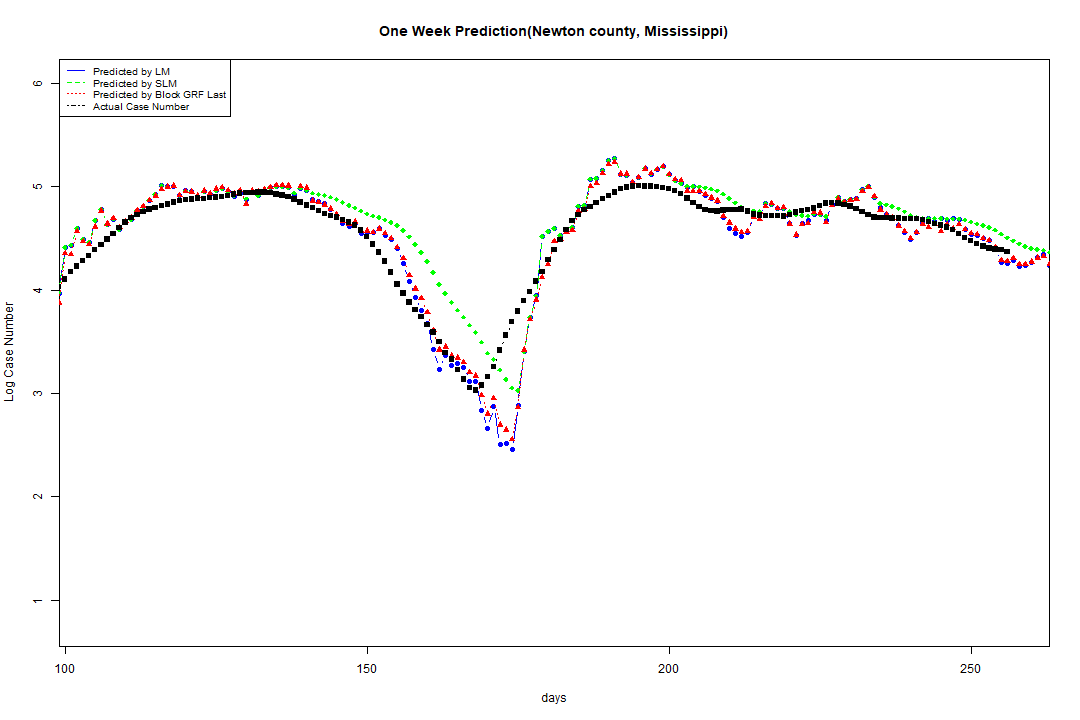 One Week Prediction(Newton county, Mississippi)
Predicted by LM
Predicted by SLM
Predicted by Block GRF Last
Actual Case Number
6
5
4
3
2
1
Log Case Number
100 150 200 250
days